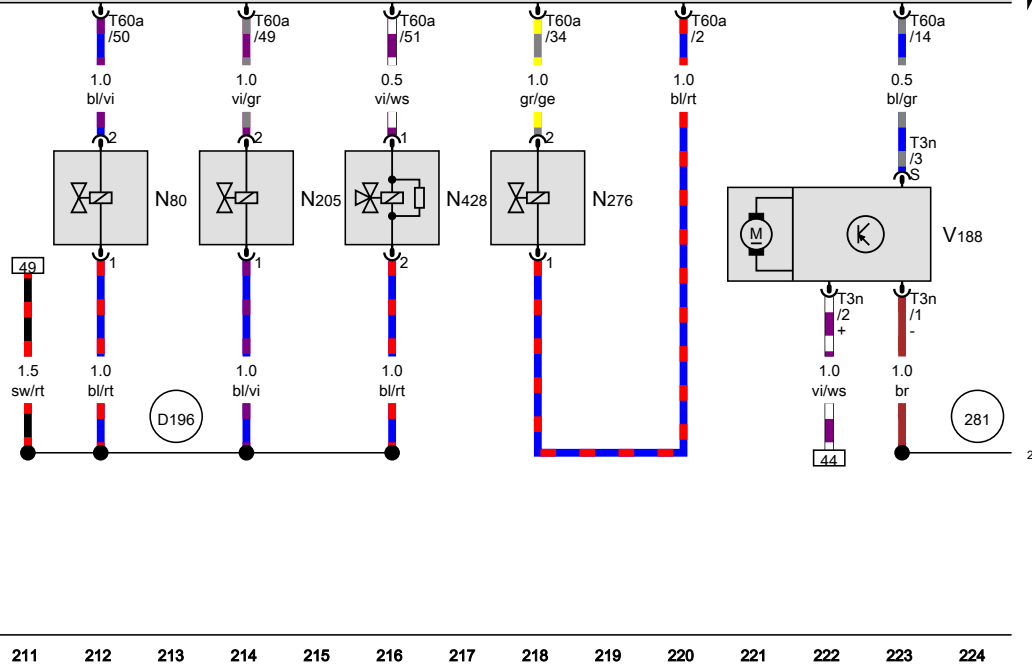 T60a
/50
T60a
/49
T60a
/51
T60a
/34
T60a
/2
T60a
/14
1.0
bl/vi
1.0
vi/gr
0.5
vi/ws
1.0
gr/ge
1.0
bl/rt
0.5
bl/gr
2
2
1
2
T3n
/3
S
N80
N205
N428
N276
M
V188
49
1
1
2
1
T3n
/2
+
T3n
/1
-
1.5
sw/rt
1.0
bl/rt
1.0
bl/vi
1.0
bl/rt
1.0
vi/ws
1.0
br
D196
281
44
2
211 212 213 214 215 216 217 218 219 220 221 222 223 224